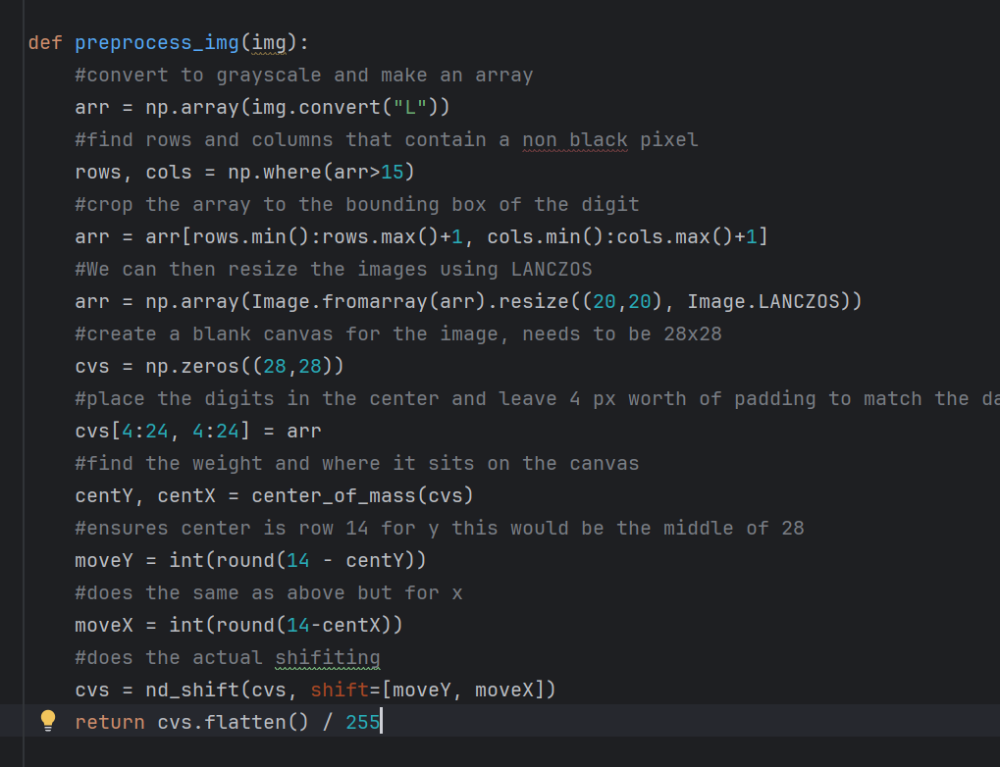 def preprocess_img(img):
    #convert to grayscale and make an array
    arr = np.array(img.convert("L"))
    #find rows and columns that contain a non black pixel
    rows, cols = np.where(arr>15)
    #crop the array to the bounding box of the digit
    arr = arr[rows.min():rows.max()+1, cols.min():cols.max()+1]
    #We can then resize the images using LANCZOS
    arr = np.array(Image.fromarray(arr).resize((20,20), Image.LANCZOS))
    #create a blank canvas for the image, needs to be 28x28
    cvs = np.zeros((28,28))
    #place the digits in the center and leave 4 px worth of padding to match the
    cvs[4:24, 4:24] = arr
    #find the weight and where it sits on the canvas
    centY, centX = center_of_mass(cvs)
    #ensures center is row 14 for y this would be the middle of 28
    moveY = int(round(14 - centY))
    #does the same as above but for x
    moveX = int(round(14-centX))
    #does the actual shifiting
    cvs = nd_shift(cvs, shift=[moveY, moveX])
    return cvs.flatten() / 255